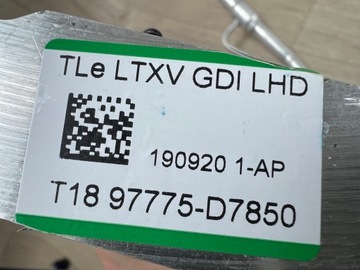 TLe LTXV GDI LHD
190920 1-AP
T18 97775-D7850